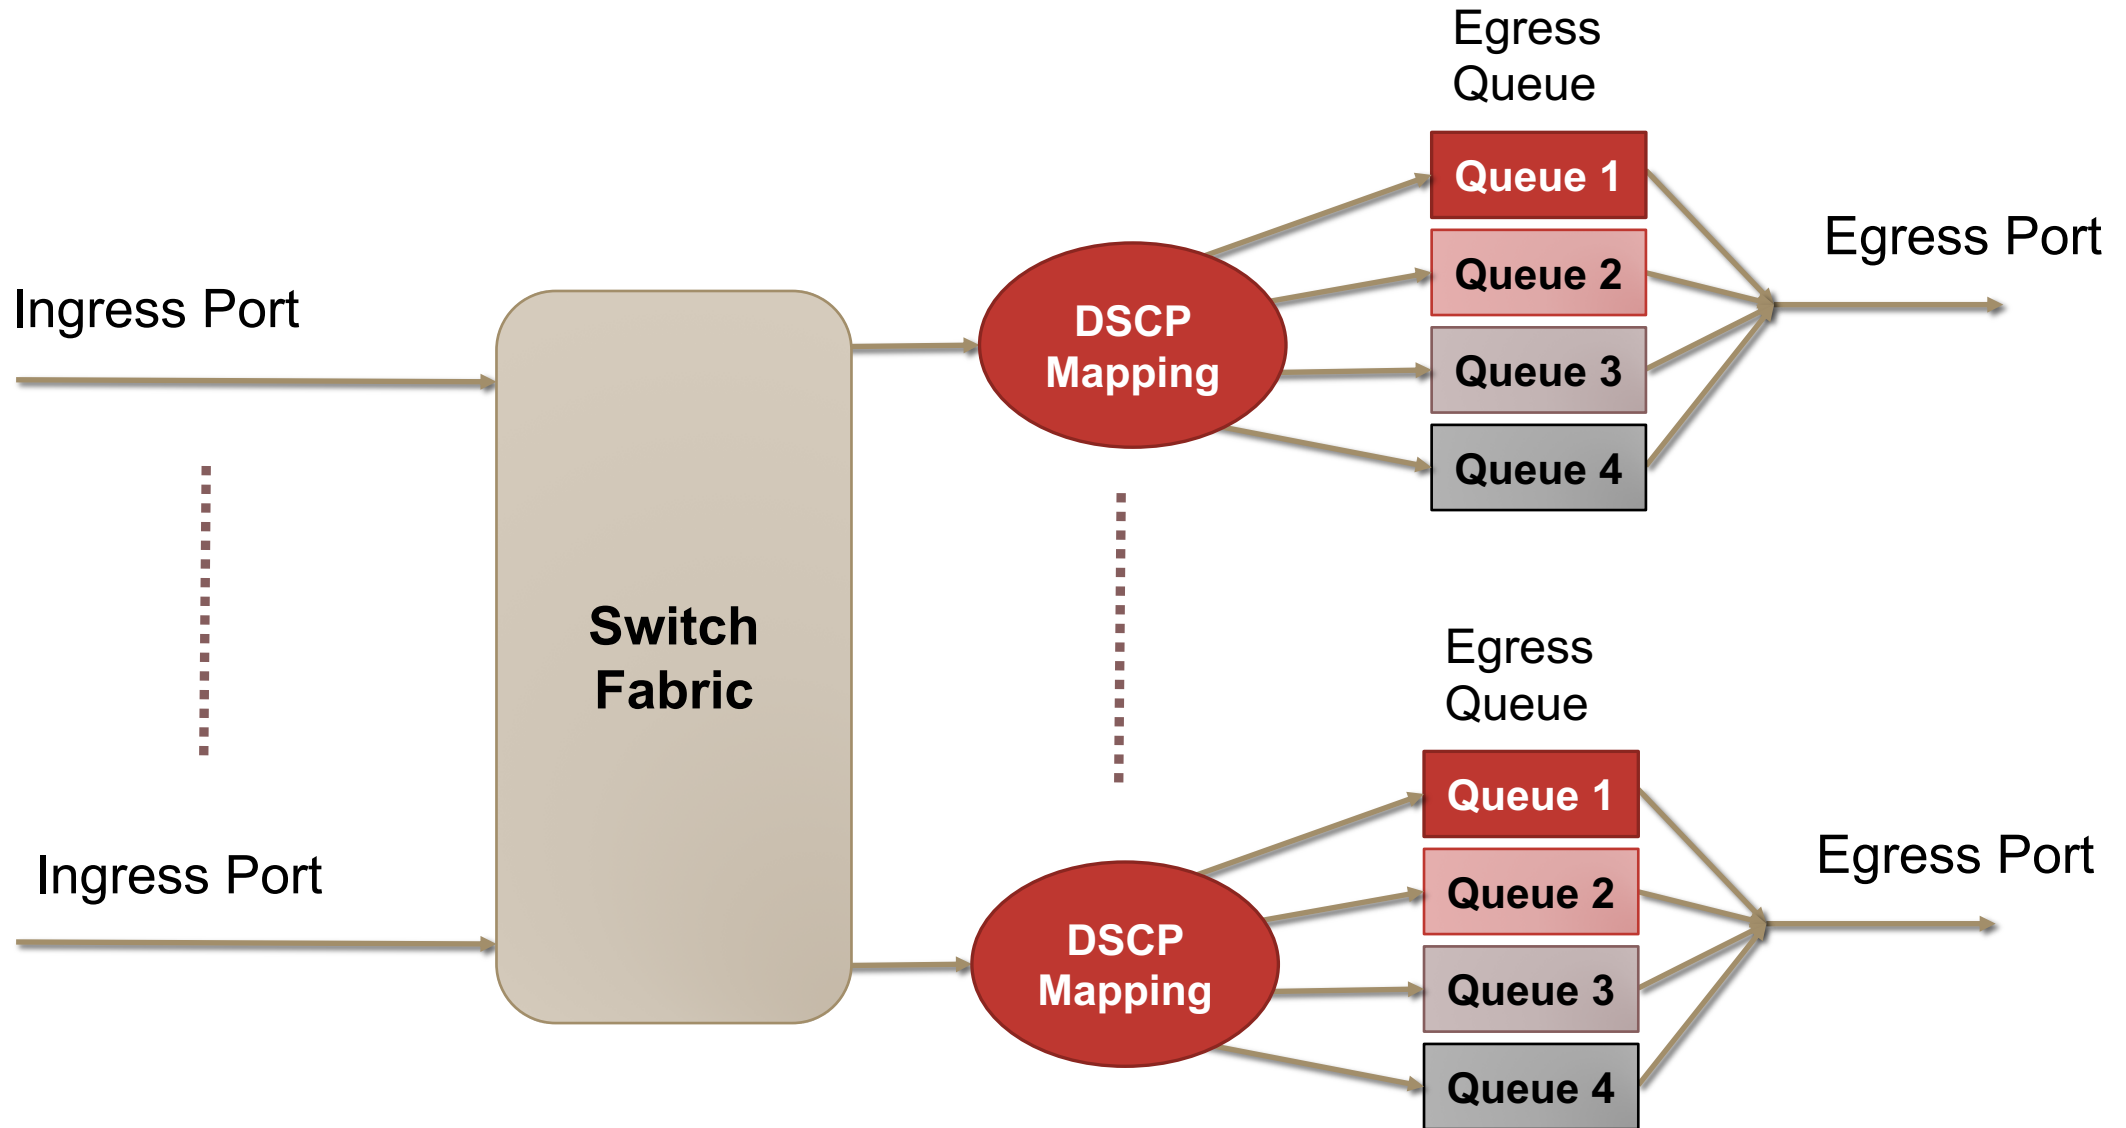 Egress
Queue
Queue 1
Egress Port
Queue 2
Ingress Port
DSCP
Mapping
Queue 3
Queue 4
Switch
Fabric
Egress
Queue
Queue 1
Egress Port
Ingress Port
Queue 2
DSCP
Mapping
Queue 3
Queue 4